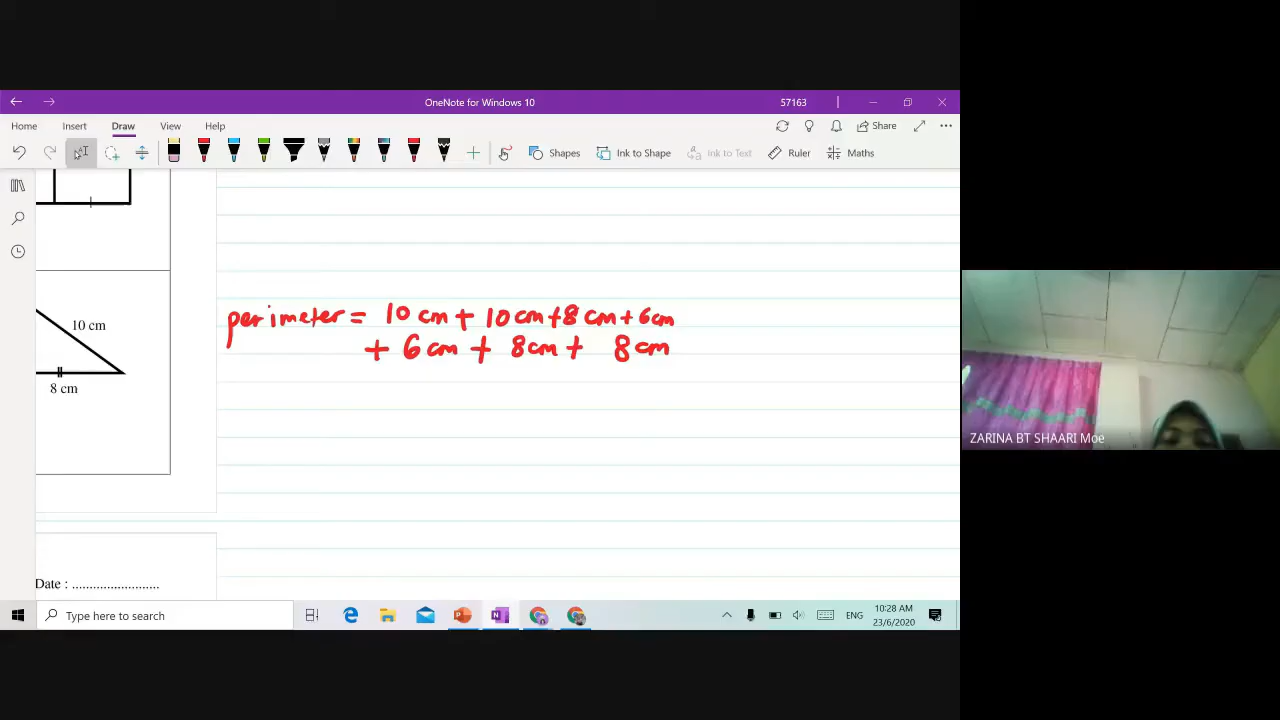 OneNote for Windows 10
57163
Home Insert Draw View Help
Share
Shapes Ink to Shape Ink to Text Ruler Maths
perimeter = 10 cm + 10 cm + 8 cm + 6 cm
+ 6 cm + 8 cm + 8 cm
10 cm
8 cm
Date : .........................
ZARINA BT SHAARI Moe
Type here to search
ENG
10:28 AM
23/6/2020